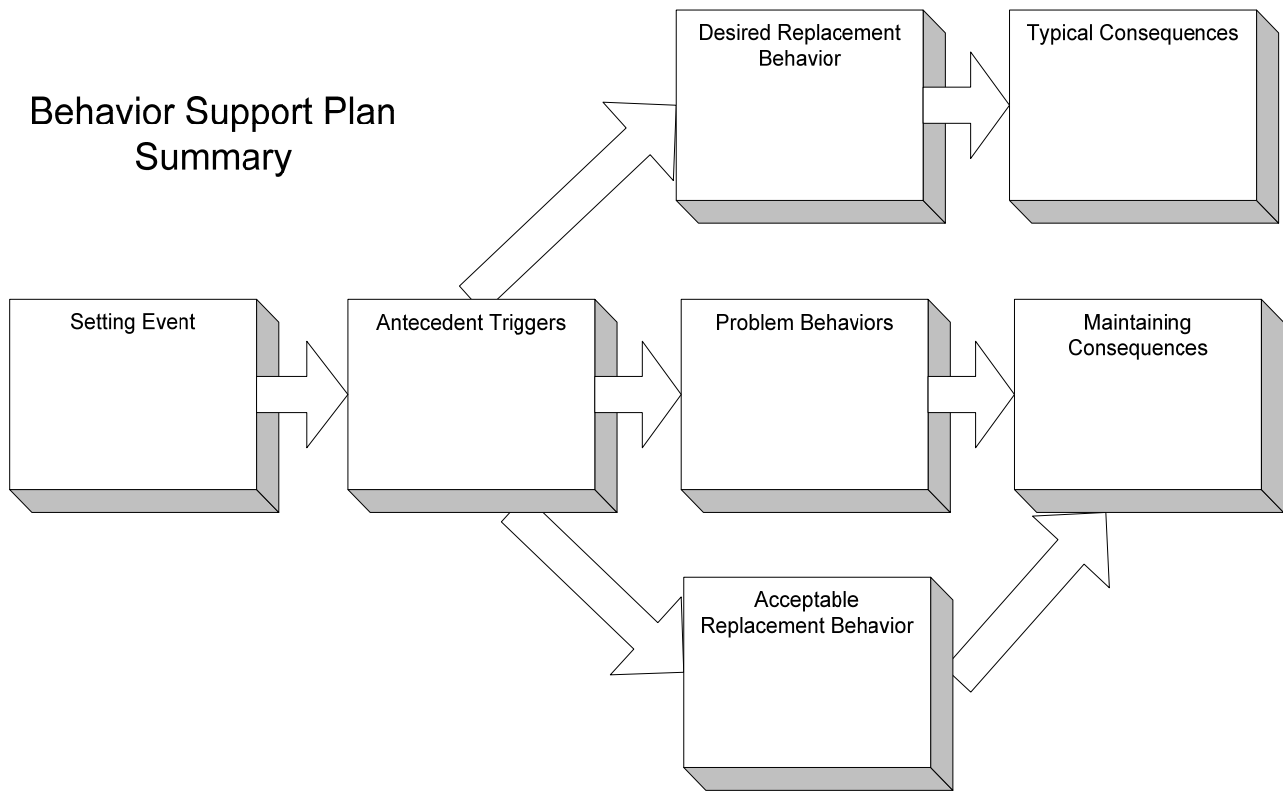 Behavior Support Plan
Summary
Desired Replacement
Behavior
Typical Consequences
Setting Event
Antecedent Triggers
Problem Behaviors
Maintaining
Consequences
Acceptable
Replacement Behavior